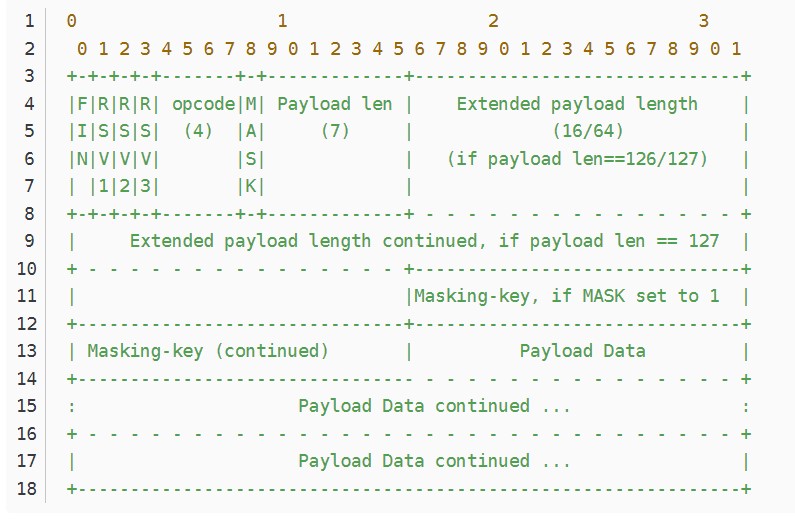 1  0                   1                   2                   3
2   0 1 2 3 4 5 6 7 8 9 0 1 2 3 4 5 6 7 8 9 0 1 2 3 4 5 6 7 8 9 0 1
3  +-+-+-+-+-------+-+-------------+-------------------------------+
4  |F|R|R|R| opcode|M| Payload len |    Extended payload length    |
5  |I|S|S|S|  (4)  |A|     (7)     |             (16/64)           |
6  |N|V|V|V|       |S|             |   (if payload len==126/127)   |
7  | |1|2|3|       |K|             |                               |
8  +-+-+-+-+-------+-+-------------+ - - - - - - - - - - - - - - - +
9  |     Extended payload length continued, if payload len == 127  |
10 + - - - - - - - - - - - - - - - +-------------------------------+
11 |                               |Masking-key, if MASK set to 1  |
12 +-------------------------------+-------------------------------+
13 | Masking-key (continued)       |          Payload Data         |
14 +-------------------------------- - - - - - - - - - - - - - - - +
15 :                     Payload Data continued ...                :
16 + - - - - - - - - - - - - - - - - - - - - - - - - - - - - - - - +
17 |                     Payload Data continued ...                |
18 +---------------------------------------------------------------+